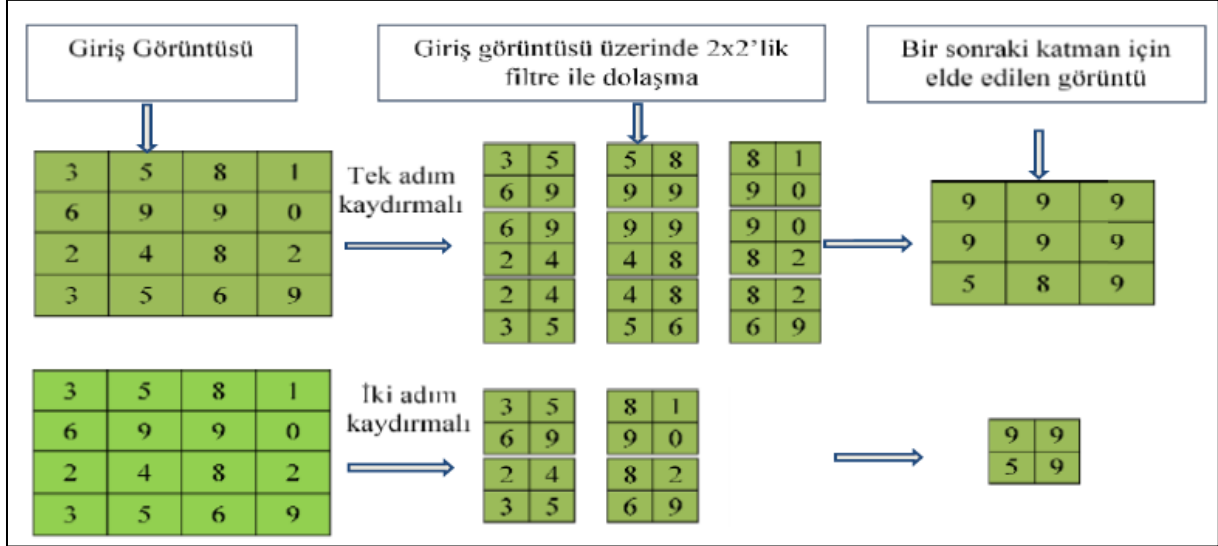 Giriş Görüntüsü
Giriş görüntüsü üzerinde 2x2’lik
filtre ile dolaşma
Bir sonraki katman için
elde edilen görüntü
3 5 8 1
6 9 9 0
2 4 8 2
3 5 6 9
Tek adım
kaydırmalı
3 5 5 8 8 1
6 9 9 9 9 0
6 9 9 9 9 0
2 4 4 8 8 2
2 4 4 8 8 2
3 5 5 6 6 9
9 9 9
9 9 9
5 8 9
3 5 8 1
6 9 9 0
2 4 8 2
3 5 6 9
İki adım
kaydırmalı
3 5 8 1
6 9 9 0
2 4 8 2
3 5 6 9
9 9
5 9